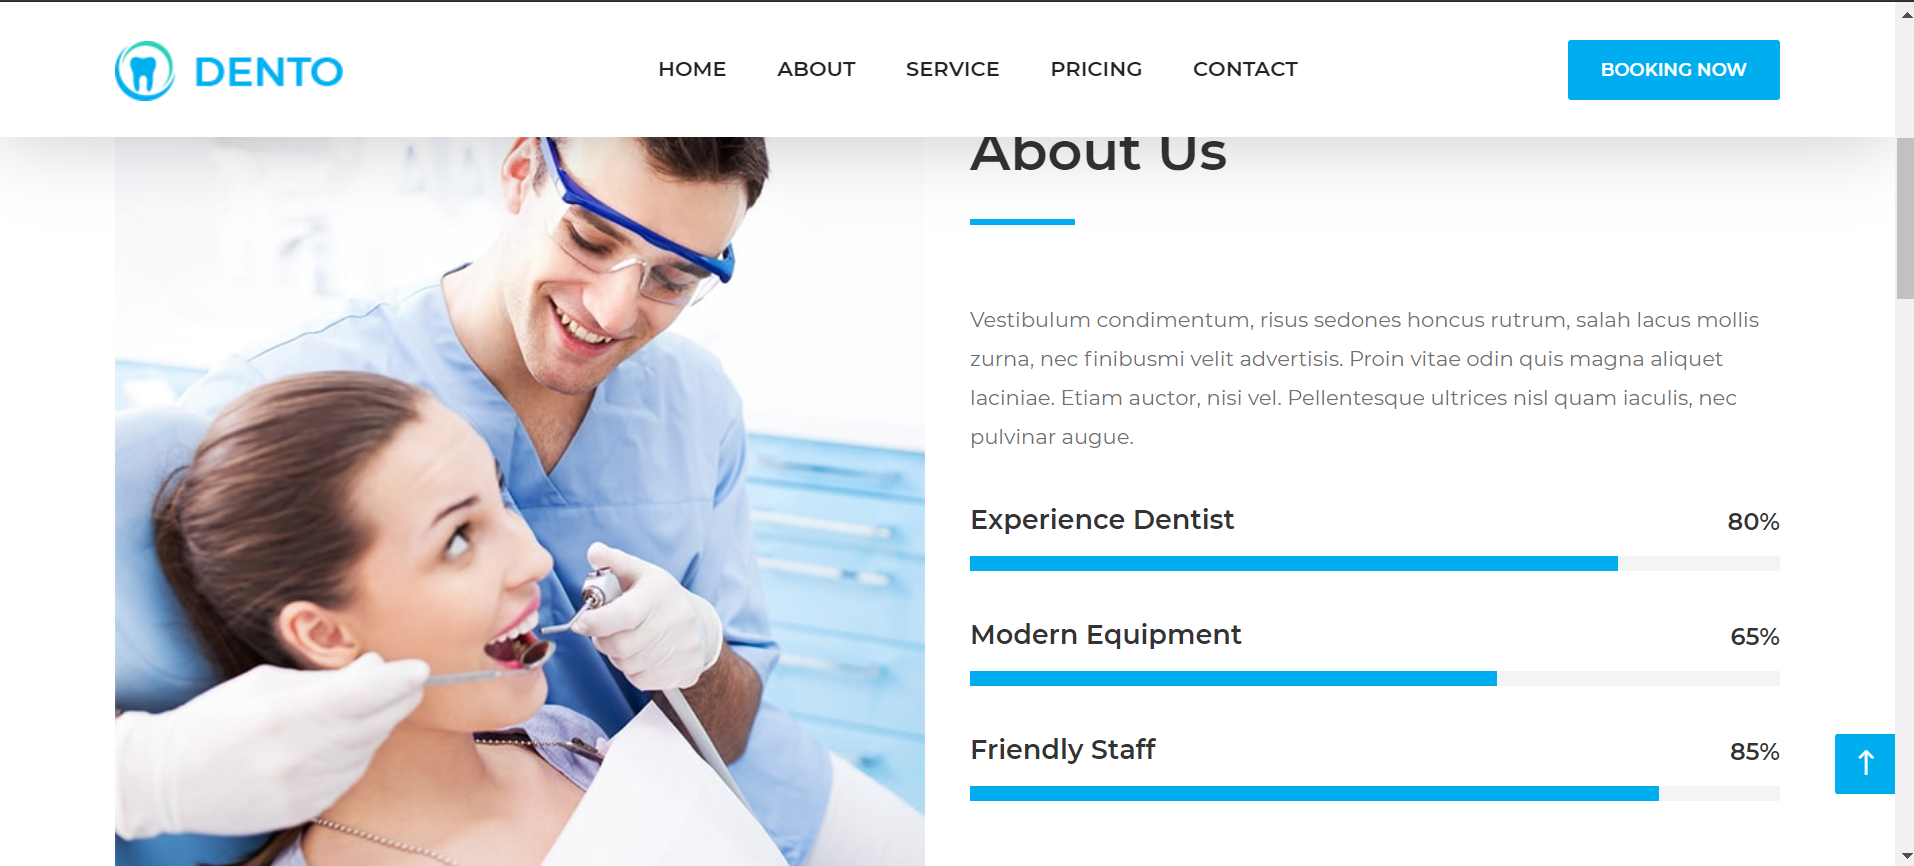 DENTO
HOME
ABOUT
SERVICE
PRICING
CONTACT
BOOKING NOW
About Us
Vestibulum condimentum, risus sedones honcus rutrum, salah lacus mollis
zurna, nec finibusmi velit advertisis. Proin vitae odin quis magna aliquet
laciniae. Etiam auctor, nisi vel. Pellentesque ultrices nisl quam iaculis, nec
pulvinar augue.
Experience Dentist
80%
Modern Equipment
65%
Friendly Staff
85%